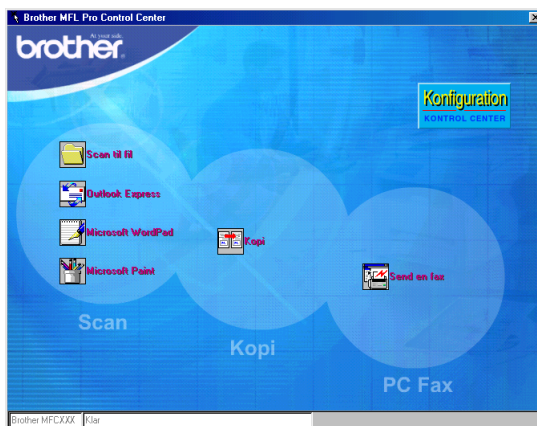 Brother MFL Pro Control Center
At your side.
brother.
Konfiguration
KONTROL CENTER
Scan til fil
Outlook Express
Microsoft WordPad
Microsoft Paint
Kopi
Send en fax
Scan
Kopi
PC Fax
Brother MFCXXX Klar